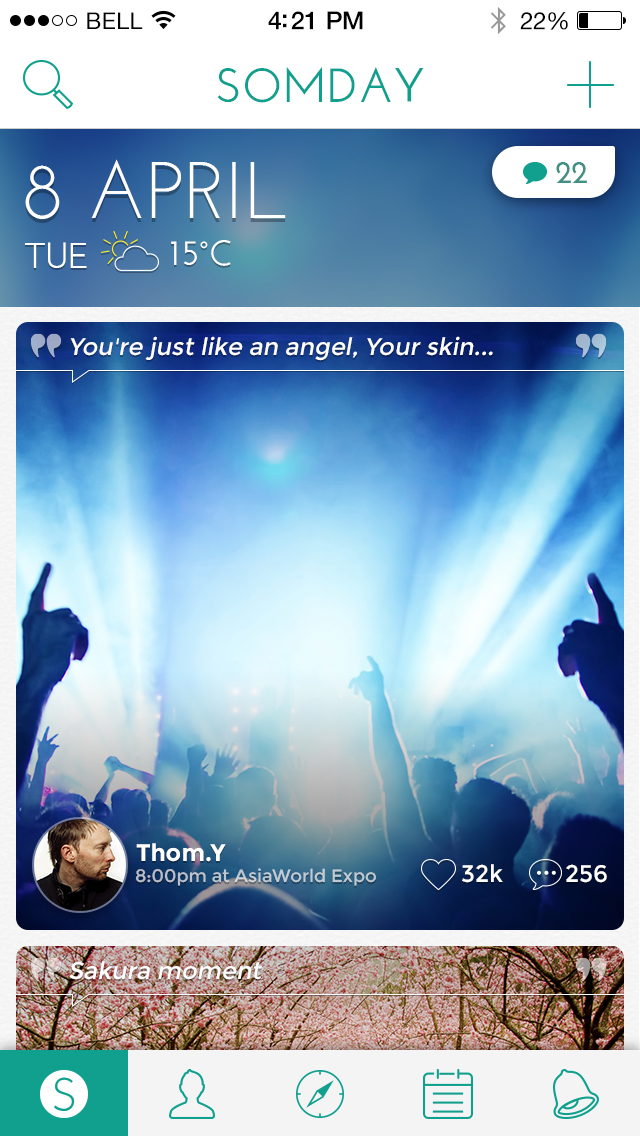 BELL 4:21 PM 22%
SOMDAY
8 APRIL
22
TUE 15°C
You're just like an angel, Your skin...
Thom.Y
8:00pm at AsiaWorld Expo
32k 256
Sakura moment
S